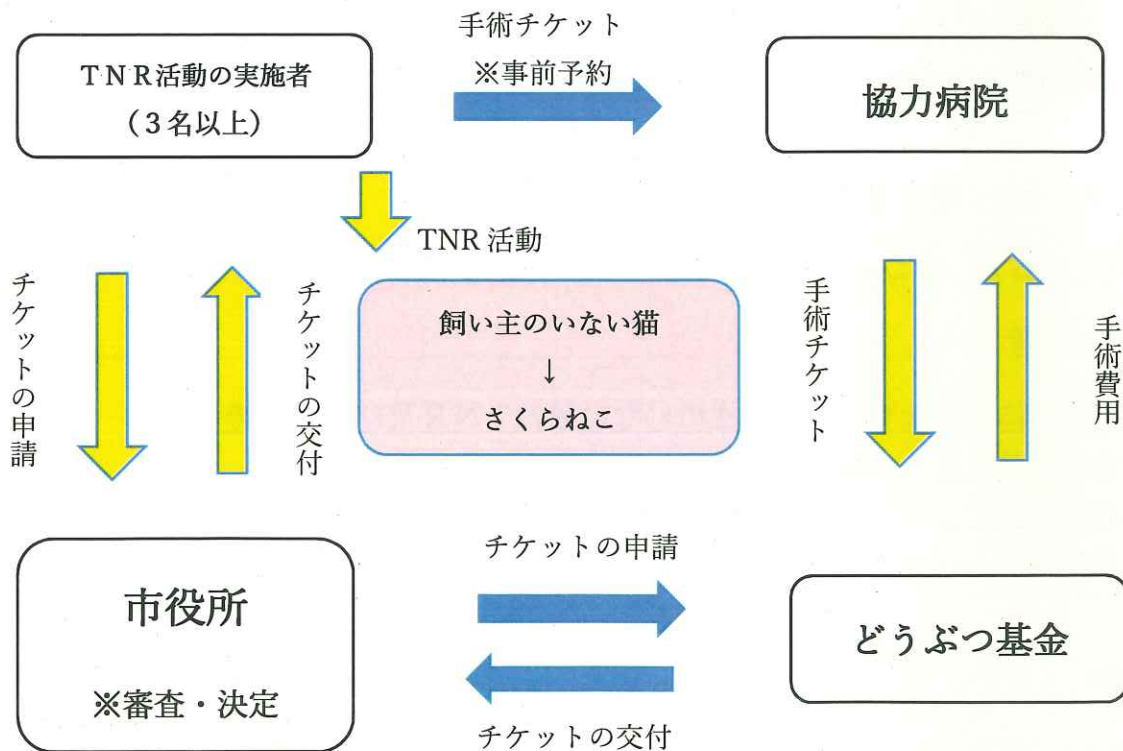 TNR活動の実施者
（3名以上）
手術チケット
※事前予約
協力病院
TNR 活動
チケットの申請
チケットの交付
飼い主のいない猫
↓
さくらねこ
手術チケット
手術費用
市役所
※審査・決定
チケットの申請
チケットの交付
どうぶつ基金